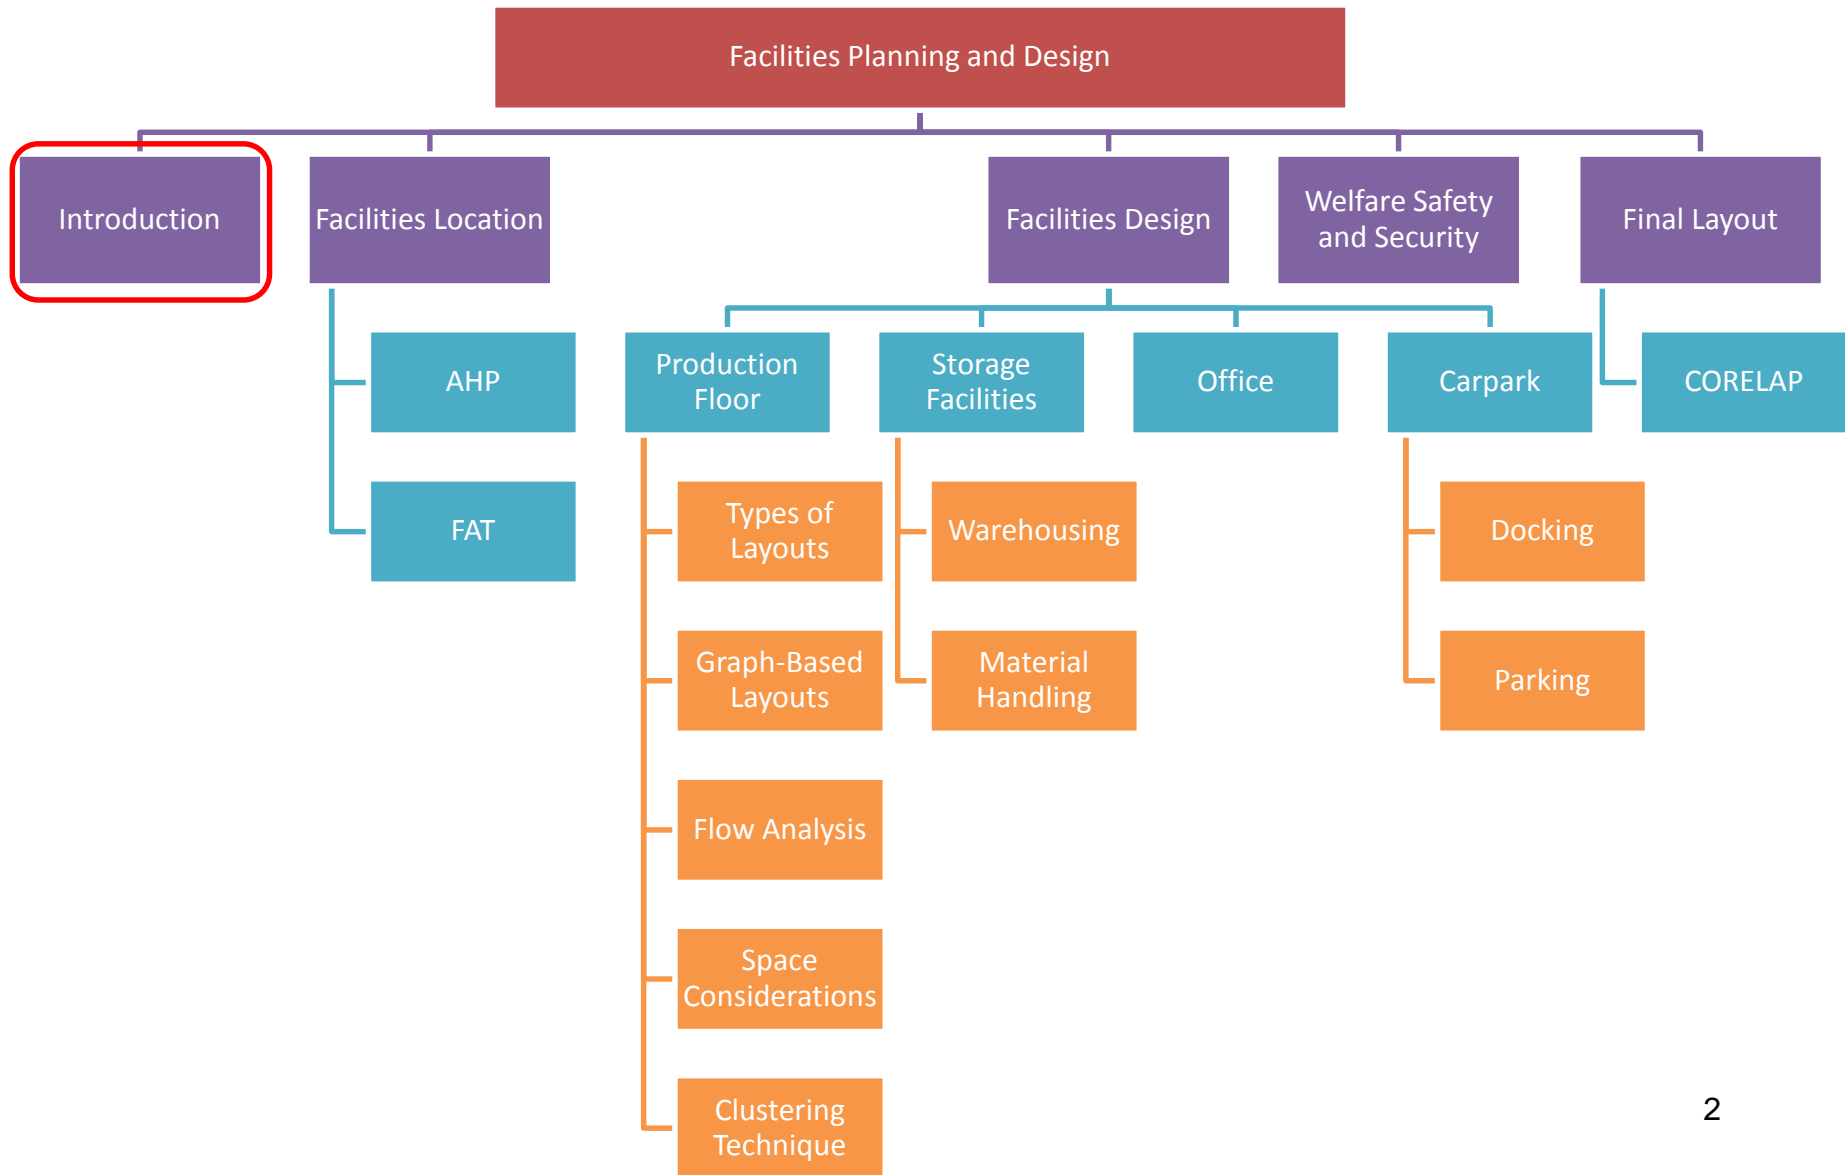 Facilities Planning and Design
Introduction
Facilities Location
Facilities Design
Welfare Safety
and Security
Final Layout
AHP
FAT
Production
Floor
Storage
Facilities
Office
Carpark
CORELAP
Types of
Layouts
Graph-Based
Layouts
Flow Analysis
Space
Considerations
Clustering
Technique
Warehousing
Material
Handling
Docking
Parking
2